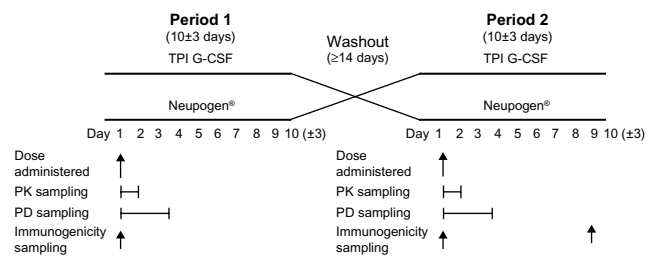 Period 1
(10±3 days)
TPI G-CSF
Washout
(≥14 days)
Period 2
(10±3 days)
TPI G-CSF
Neupogen®
Neupogen®
Day 1 2 3 4 5 6 7 8 9 10 (±3)
Day 1 2 3 4 5 6 7 8 9 10 (±3)
Dose
administered
PK sampling
PD sampling
Immunogenicity
sampling
Dose
administered
PK sampling
PD sampling
Immunogenicity
sampling